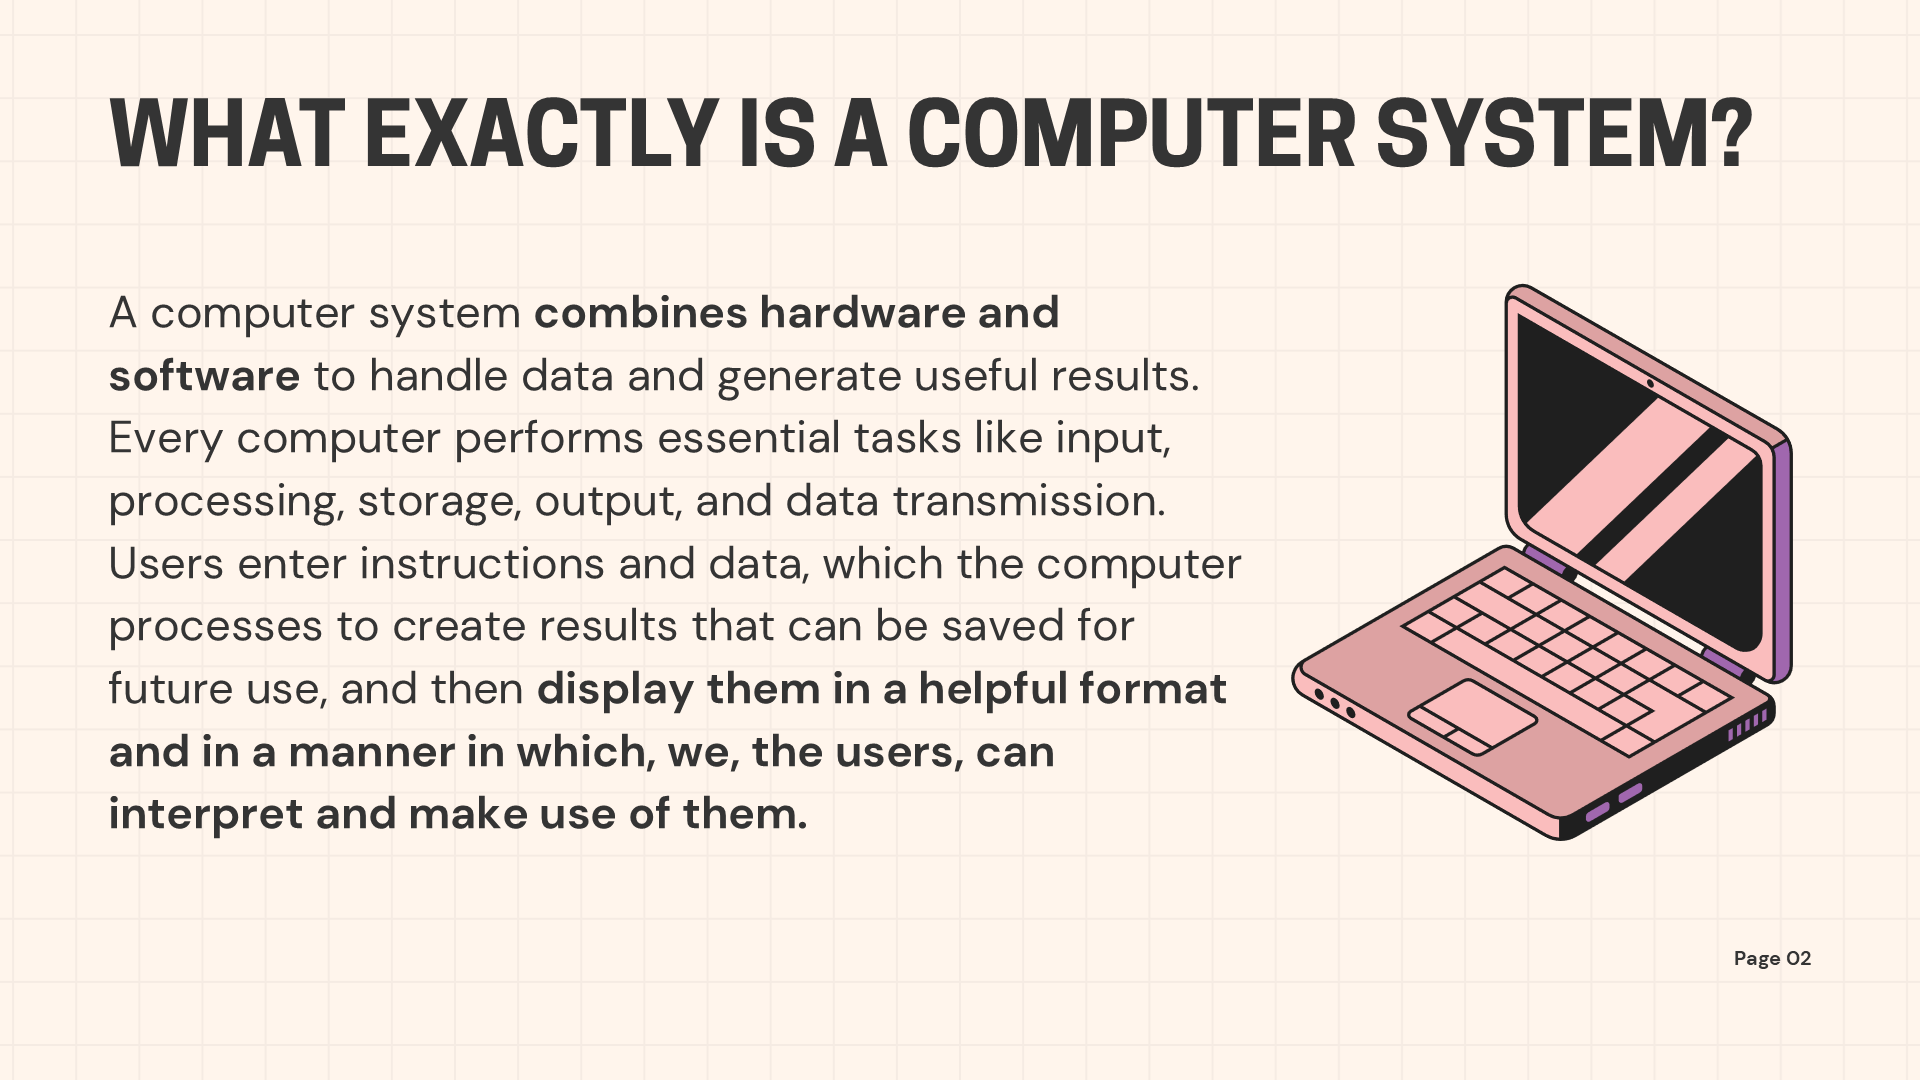 WHAT EXACTLY IS A COMPUTER SYSTEM?
A computer system combines hardware and
software to handle data and generate useful results.
Every computer performs essential tasks like input,
processing, storage, output, and data transmission.
Users enter instructions and data, which the computer
processes to create results that can be saved for
future use, and then display them in a helpful format
and in a manner in which, we, the users, can
interpret and make use of them.
Page 02